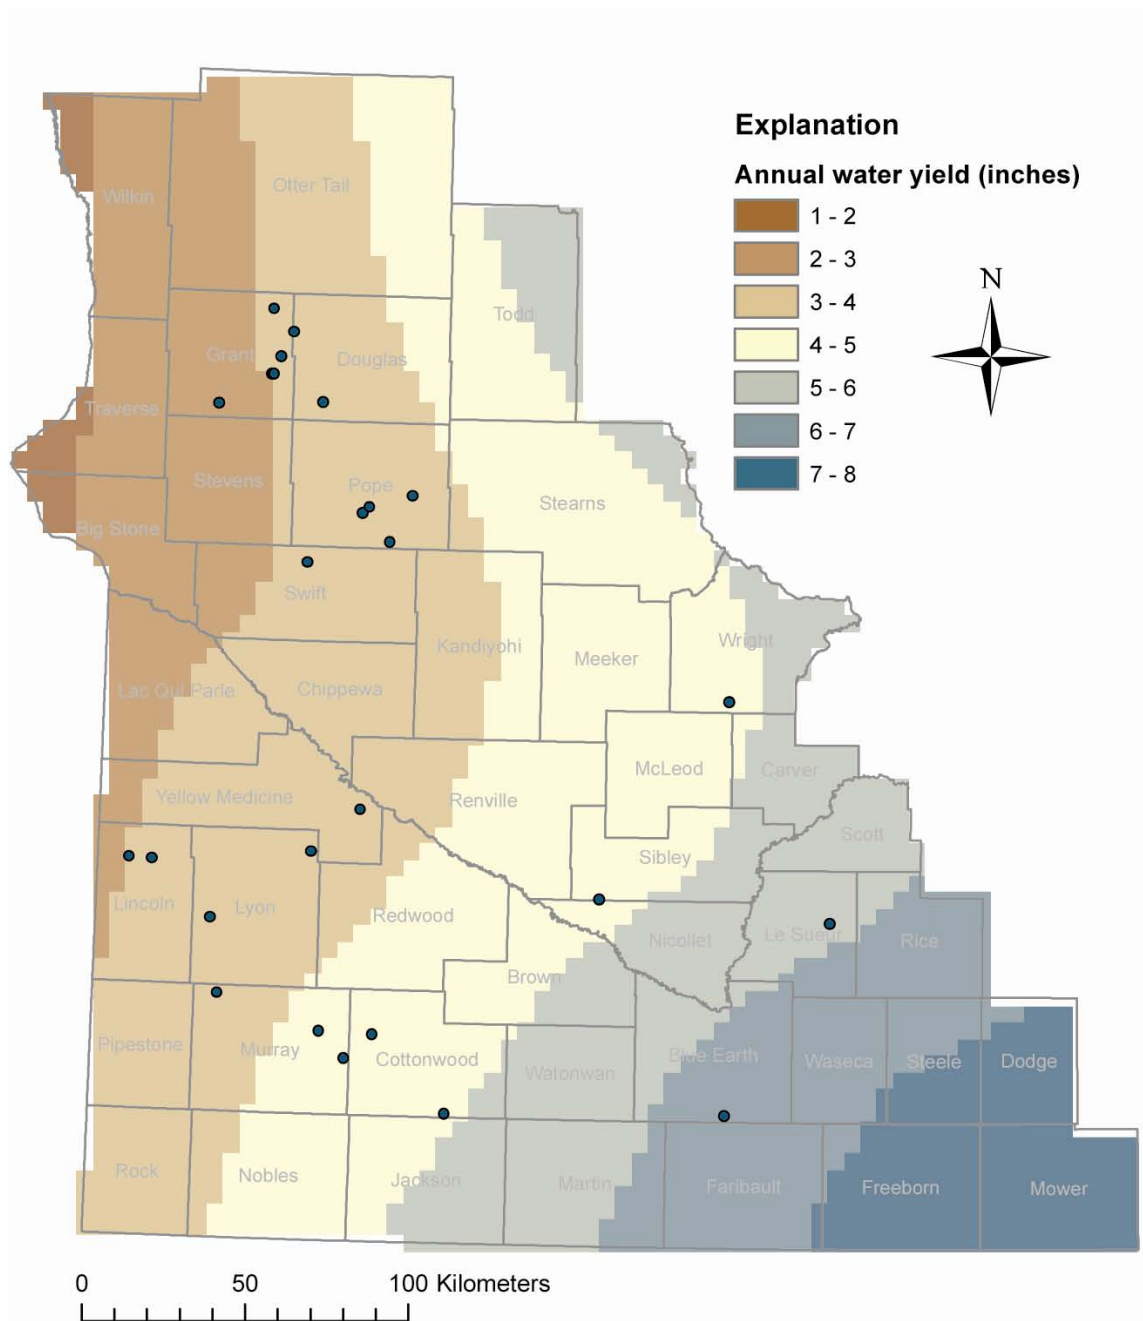 Explanation
Annual water yield (inches)
1 - 2
2 - 3
3 - 4
4 - 5
5 - 6
6 - 7
7 - 8
N
Otter Tail
Wilkin
Todd
Grant
Douglas
Traverse
Stevens
Pope
Stearns
Big Stone
Swift
Kandiyohi
Meeker
Wright
Lac Qui Parle
Chippewa
McLeod
Carver
Yellow Medicine
Renville
Scott
Sibley
Lincoln
Lyon
Redwood
Nicollet
Le Sueur
Rice
Brown
Pipestone
Murray
Cottonwood
Watonwan
Blue Earth
Waseca
Steele
Dodge
Rock
Nobles
Jackson
Martin
Faribault
Freeborn
Mower
0 50 100 Kilometers